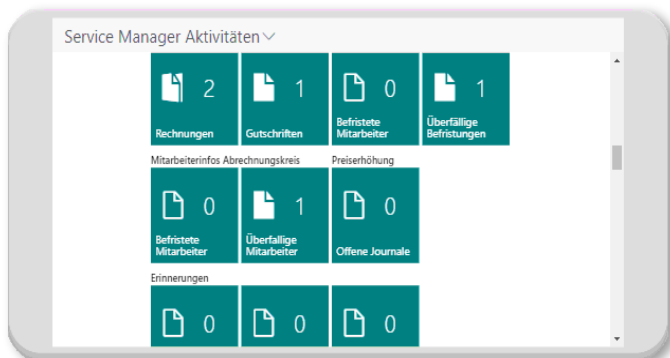 Service Manager Aktivitäten
2 1 0 1
Rechnungen Gutschriften Befristete Mitarbeiter Überfällige Befristungen
Mitarbeiterinfos Abrechnungskreis Preiserhöhung
0 1 0
Befristete Mitarbeiter Überfallige Mitarbeiter Offene Journale
Erinnerungen
0 0 0